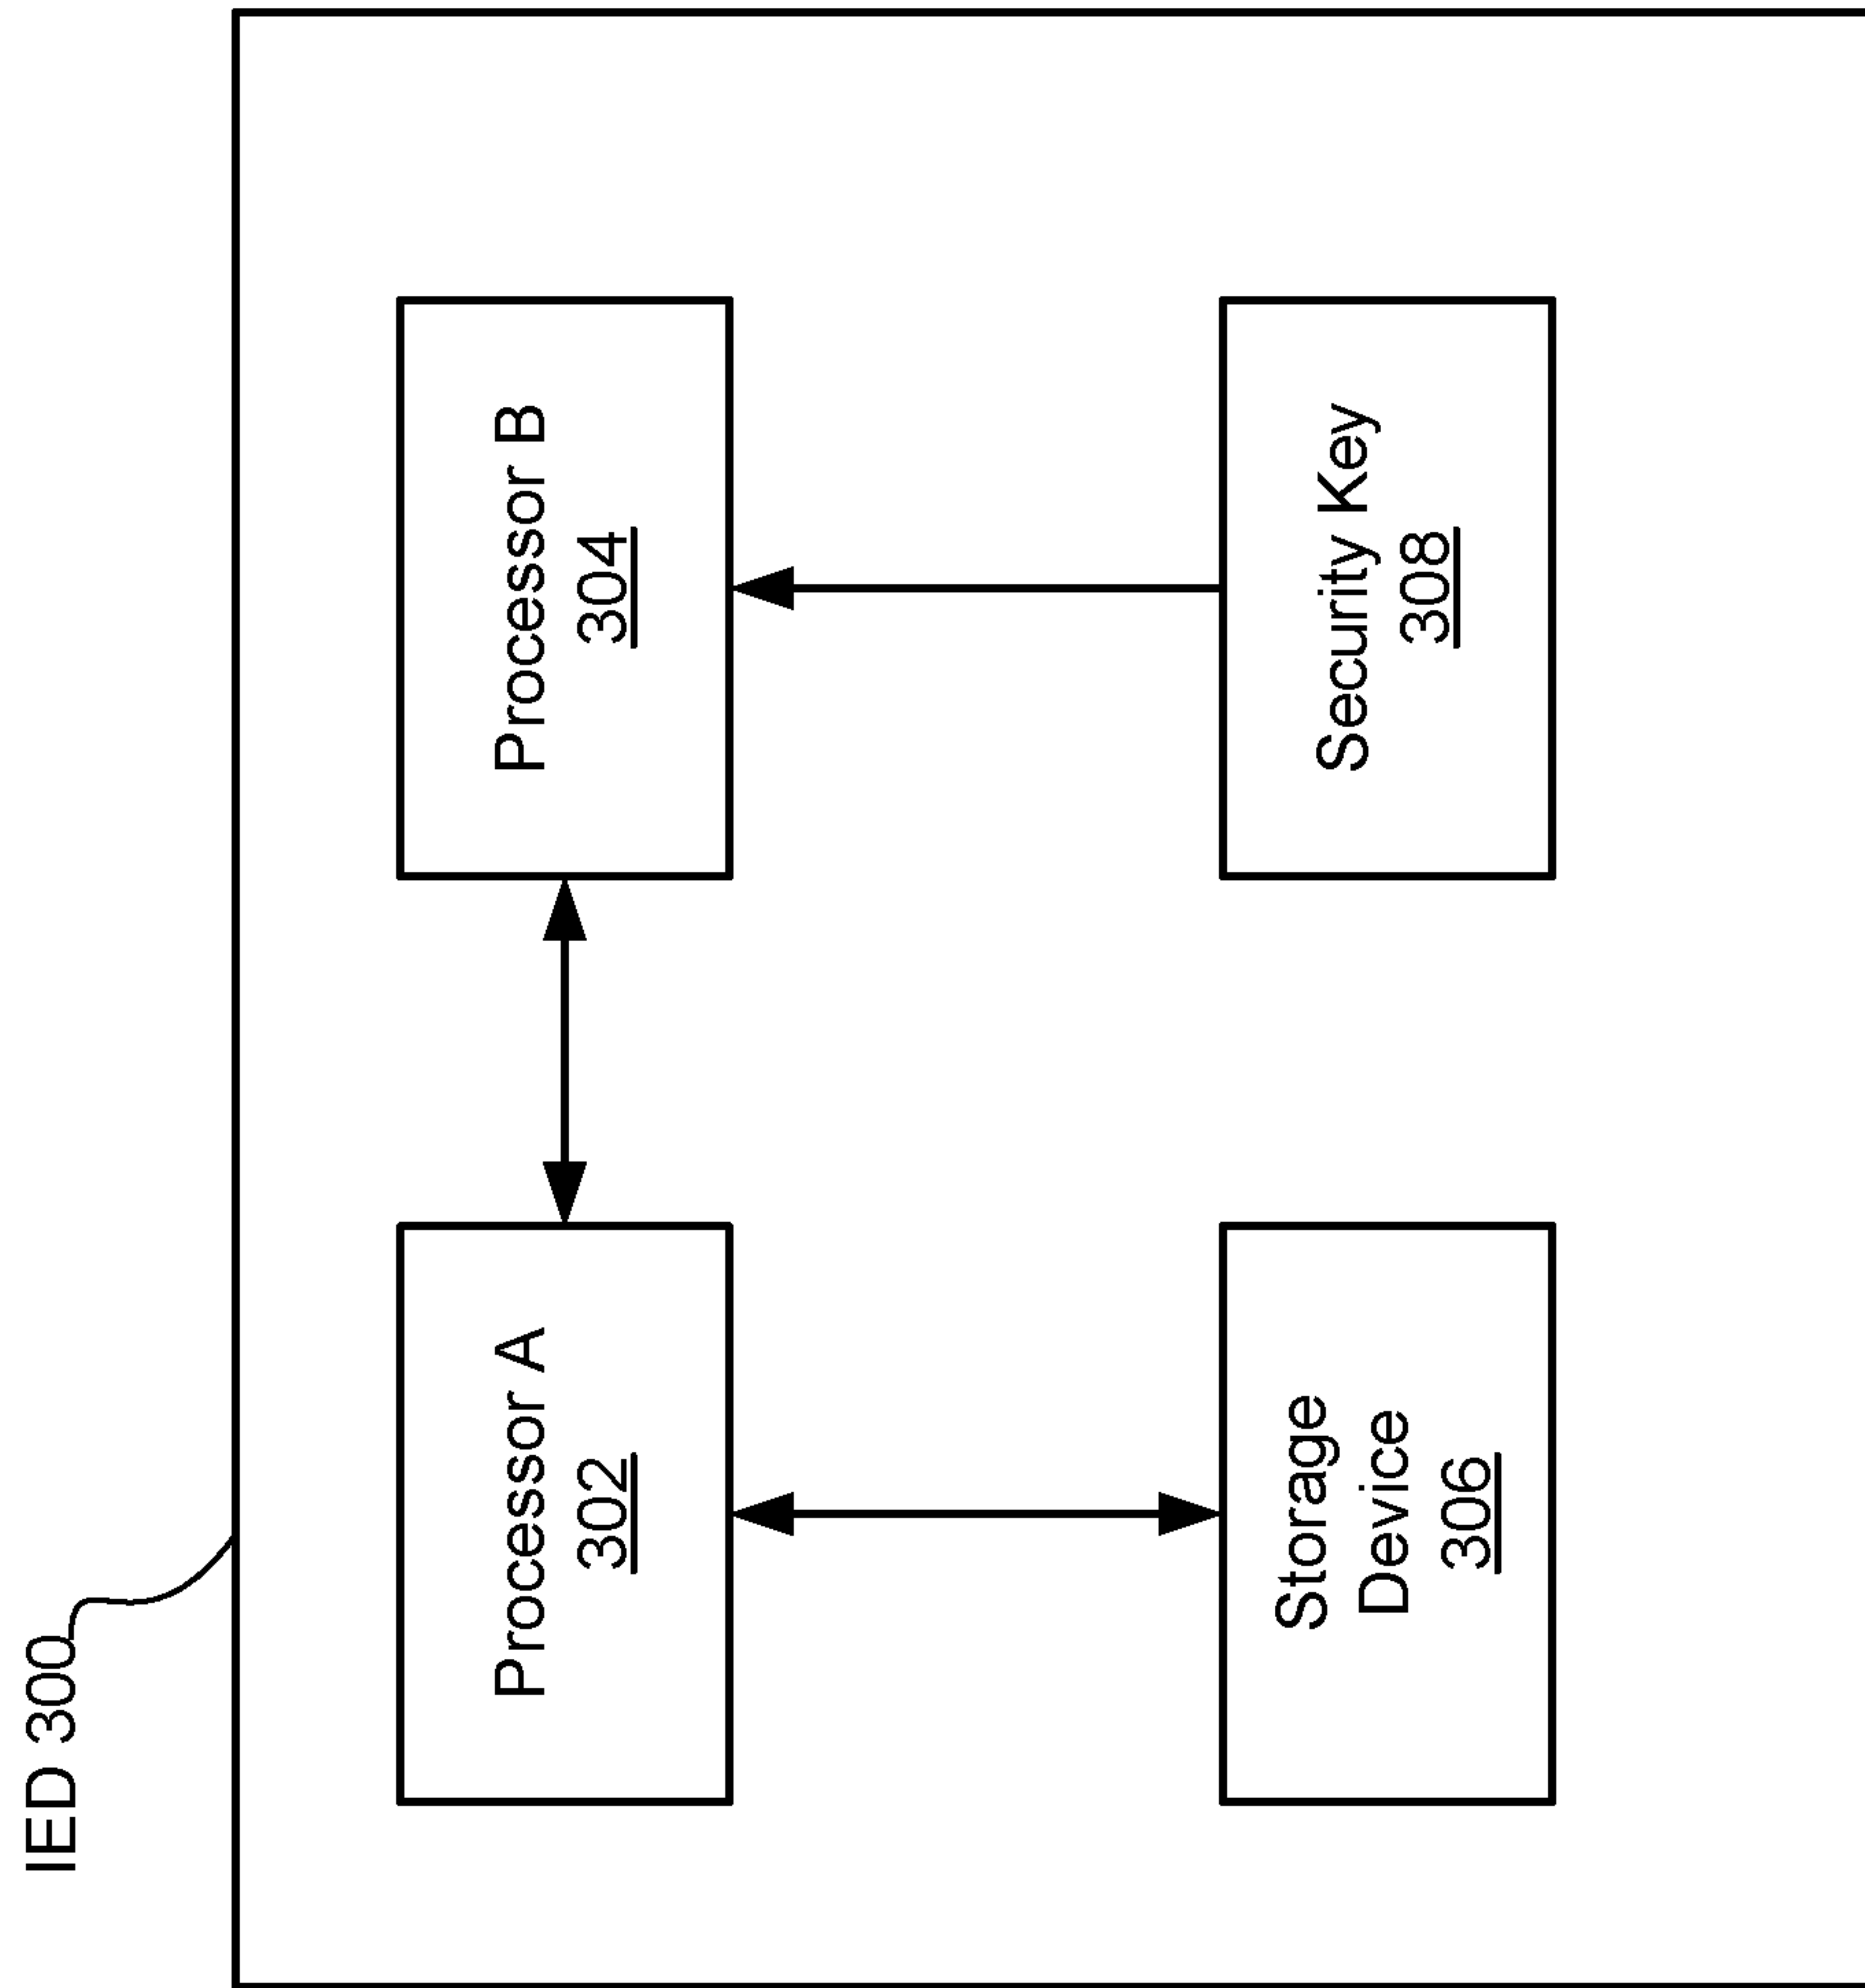 IED 300
Processor A
302
Processor B
304
Storage
Device
306
Security Key
308